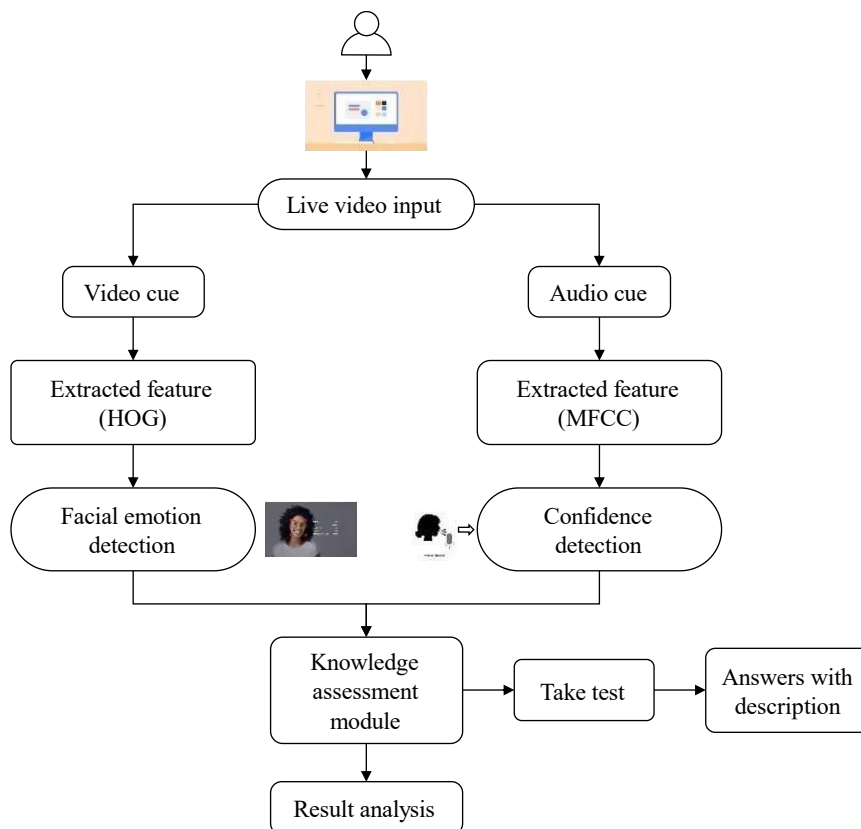 Live video input
Video cue
Audio cue
Extracted feature
(HOG)
Extracted feature
(MFCC)
Facial emotion
detection
Confidence
detection
Knowledge
assessment
module
Take test
Answers with
description
Result analysis